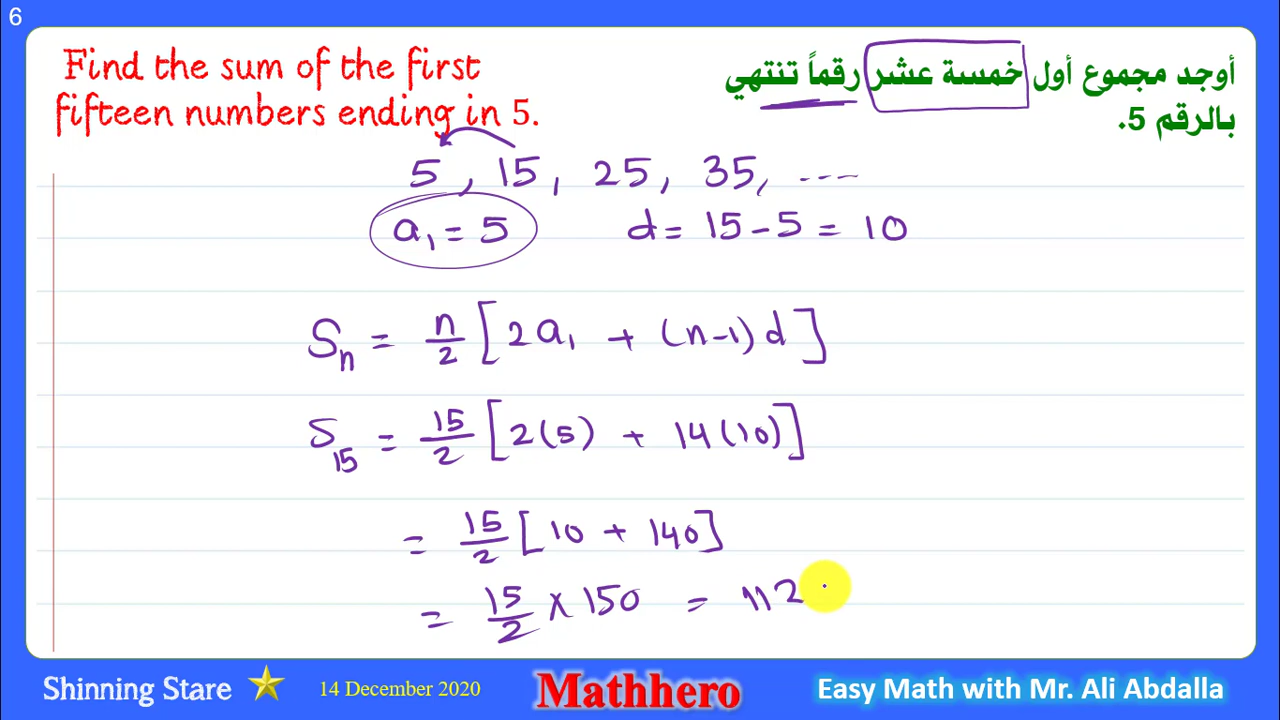 6
Find the sum of the first
fifteen numbers ending in 5.
أوجد مجموع أول خمسة عشر رقماً تنتهي
بالرقم 5.
5 , 15 , 25 , 35 , ----
a₁ = 5 d = 15 - 5 = 10
Sₙ = n/2 [2a₁ + (n-1)d]
S₁₅ = 15/2 [2(5) + 14(10)]
= 15/2 [10 + 140]
= 15/2 × 150 = 112
Shinning Stare 14 December 2020 Mathhero Easy Math with Mr. Ali Abdalla